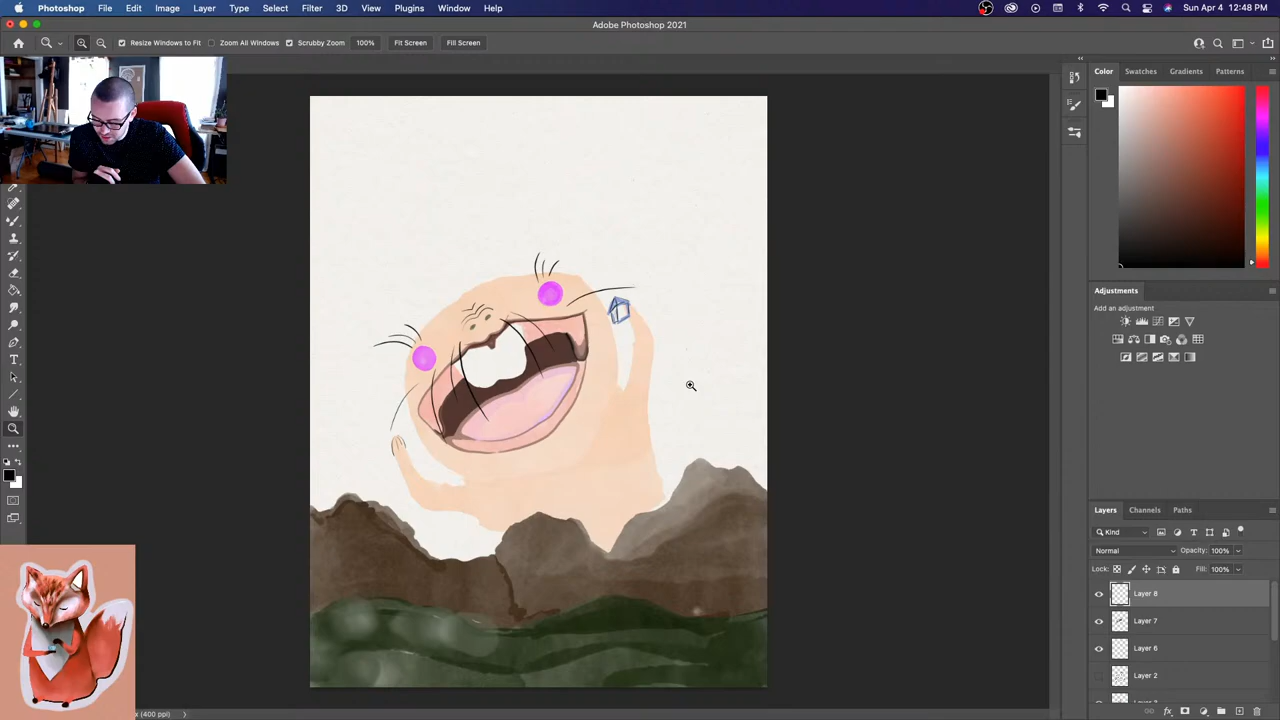 Photoshop File Edit Image Layer Type Select Filter 3D View Plugins Window Help Sun Apr 4 12:48 PM
Adobe Photoshop 2021
Resize Windows to Fit Zoom All Windows Scrubby Zoom 100% Fit Screen Fill Screen
Color Swatches Gradients Patterns
Adjustments
Add an adjustment
Layers Channels Paths
Kind
Normal Opacity: 100%
Lock: Fill: 100%
Layer 8
Layer 7
Layer 6
Layer 2
(400 ppi)